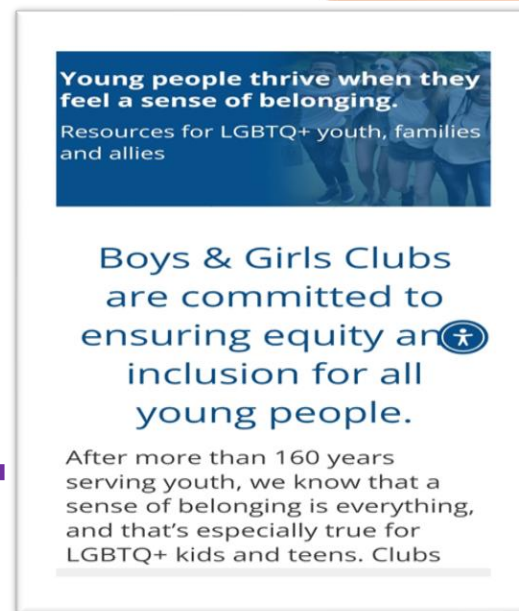 Young people thrive when they
feel a sense of belonging.
Resources for LGBTQ+ youth, families
and allies
Boys & Girls Clubs
are committed to
ensuring equity an
inclusion for all
young people.
After more than 160 years
serving youth, we know that a
sense of belonging is everything,
and that's especially true for
LGBTQ+ kids and teens. Clubs